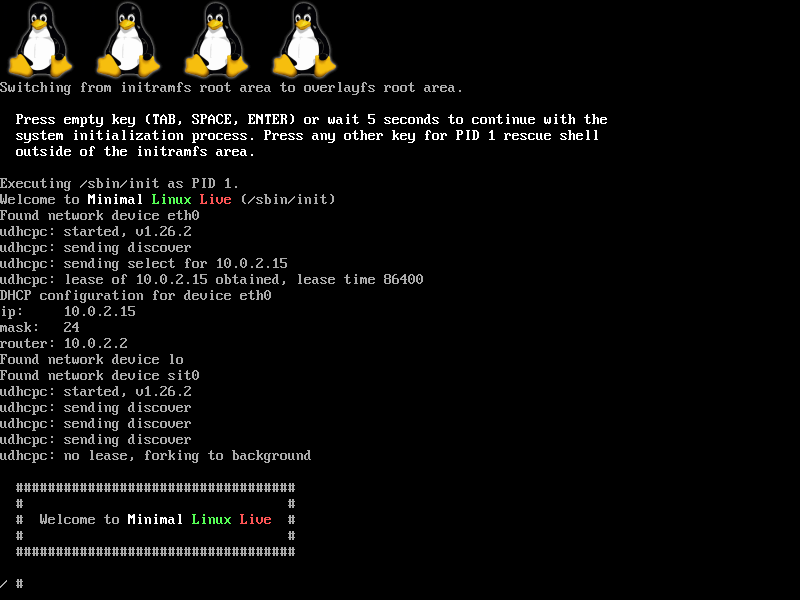 Switching from initramfs root area to overlayfs root area.
Press empty key (TAB, SPACE, ENTER) or wait 5 seconds to continue with the
system initialization process. Press any other key for PID 1 rescue shell
outside of the initramfs area.
Executing /sbin/init as PID 1.
Welcome to Minimal Linux Live (/sbin/init)
Found network device eth0
udhcpc: started, v1.26.2
udhcpc: sending discover
udhcpc: sending select for 10.0.2.15
udhcpc: lease of 10.0.2.15 obtained, lease time 86400
DHCP configuration for device eth0
ip:     10.0.2.15
mask:   24
router: 10.0.2.2
Found network device lo
Found network device sit0
udhcpc: started, v1.26.2
udhcpc: sending discover
udhcpc: sending discover
udhcpc: sending discover
udhcpc: no lease, forking to background
###################################
#                                 #
#  Welcome to Minimal Linux Live  #
#                                 #
###################################
/ #